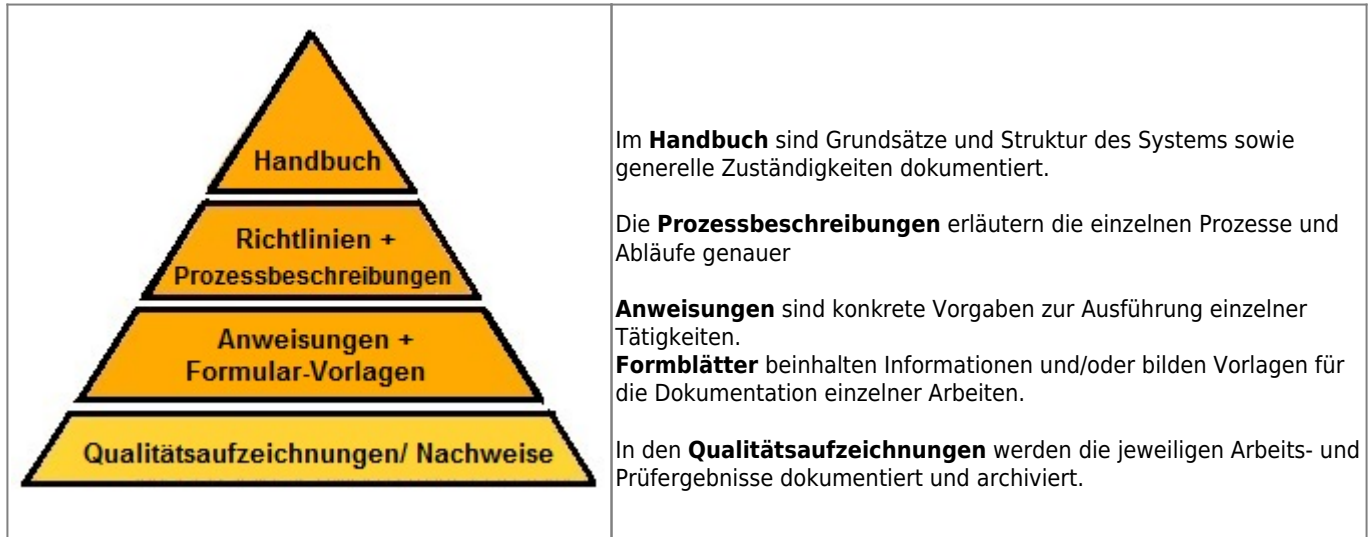 Handbuch
Richtlinien +
Prozessbeschreibungen
Anweisungen +
Formular-Vorlagen
Qualitätsaufzeichnungen/ Nachweise
Im Handbuch sind Grundsätze und Struktur des Systems sowie
generelle Zuständigkeiten dokumentiert.
Die Prozessbeschreibungen erläutern die einzelnen Prozesse und
Abläufe genauer
Anweisungen sind konkrete Vorgaben zur Ausführung einzelner
Tätigkeiten.
Formblätter beinhalten Informationen und/oder bilden Vorlagen für
die Dokumentation einzelner Arbeiten.
In den Qualitätsaufzeichnungen werden die jeweiligen Arbeits- und
Prüfergebnisse dokumentiert und archiviert.